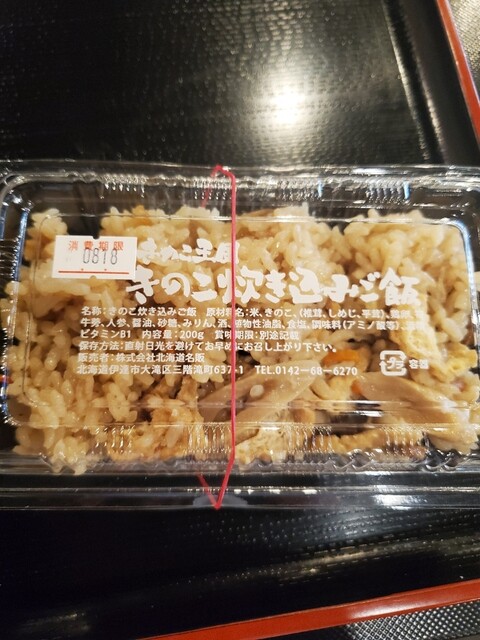 消費期限
0818
きのこ王国
きのこ炊き込みご飯
名称：きのこ炊き込みご飯 原材料名：米、きのこ、(椎茸、しめじ、平茸)、
牛蒡、人参、醤油、砂糖、みりん、酒、植物性油脂、食塩、調味料(アミノ酸等)、
ビタミンB1 内容量：200g 賞味期限：別途記載
保存方法：直射日光を避けてお早めにお召し上がり下さい。
販売者：株式会社北海道名販
北海道伊達市大滝区三階滝町637-1 TEL.0142-68-6270
プラ
容器